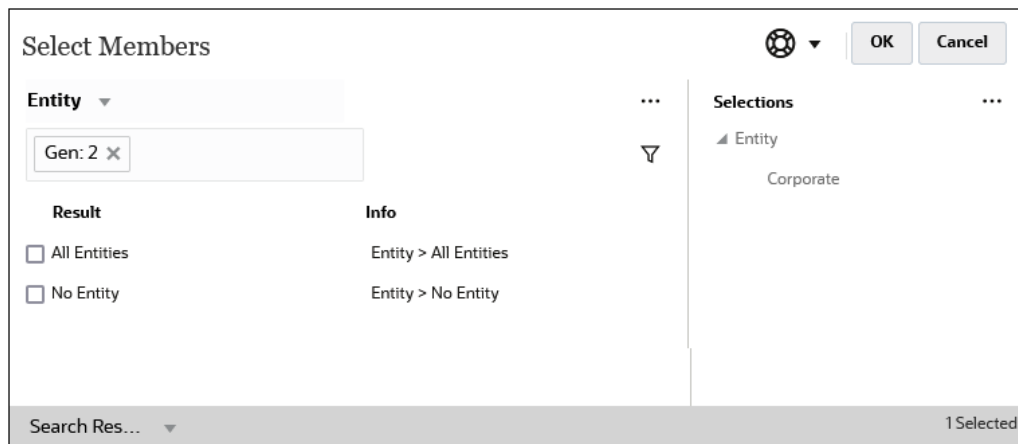 Select Members
OK
Cancel
Entity
...
Selections
...
Gen: 2
Entity
Corporate
Result
Info
All Entities
Entity > All Entities
No Entity
Entity > No Entity
Search Res...
1 Selected